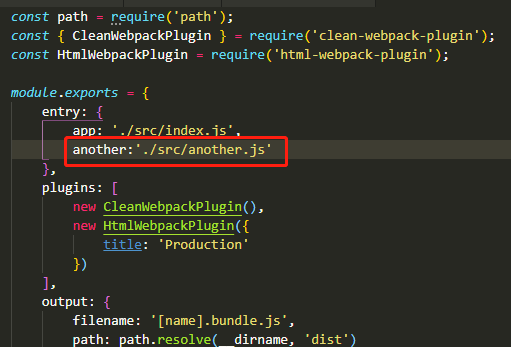 const path = require('path');
const { CleanWebpackPlugin } = require('clean-webpack-plugin');
const HtmlWebpackPlugin = require('html-webpack-plugin');
module.exports = {
entry: {
app: './src/index.js',
another:'./src/another.js'
},
plugins: [
new CleanWebpackPlugin(),
new HtmlWebpackPlugin({
title: 'Production'
})
],
output: {
filename: '[name].bundle.js',
path: path.resolve(__dirname, 'dist')